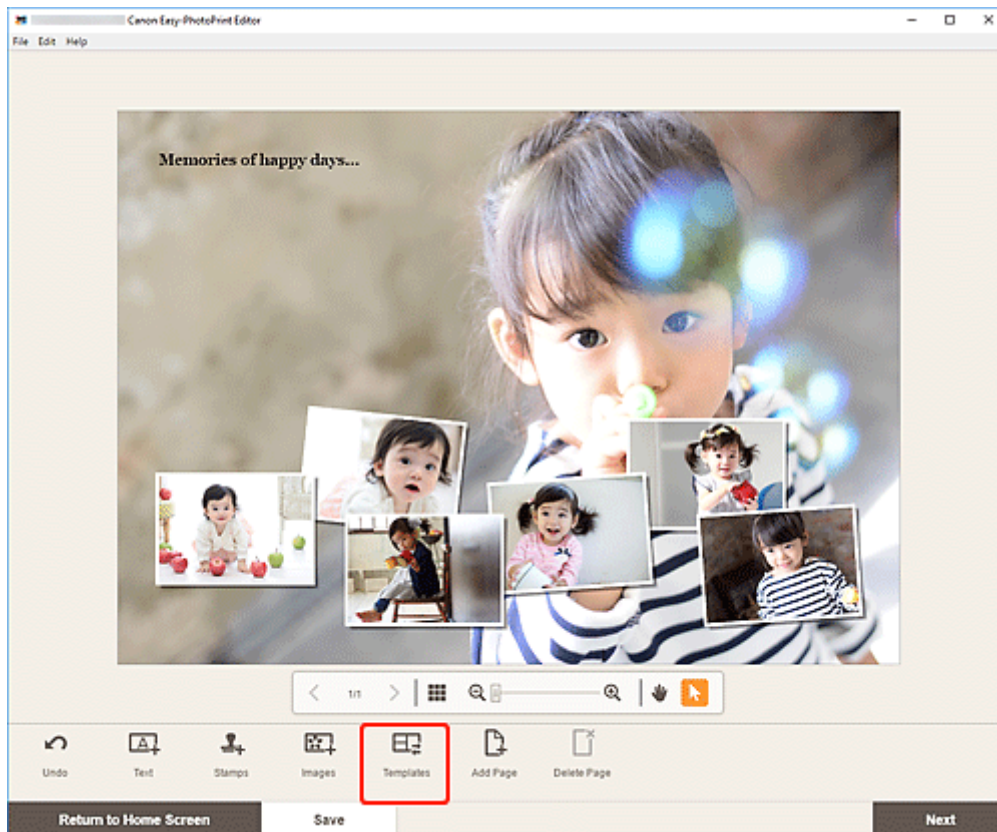 Canon Easy-PhotoPrint Editor
File Edit Help
Memories of happy days...
1/1
Undo Text Stamps Images Templates Add Page Delete Page
Return to Home Screen Save Next